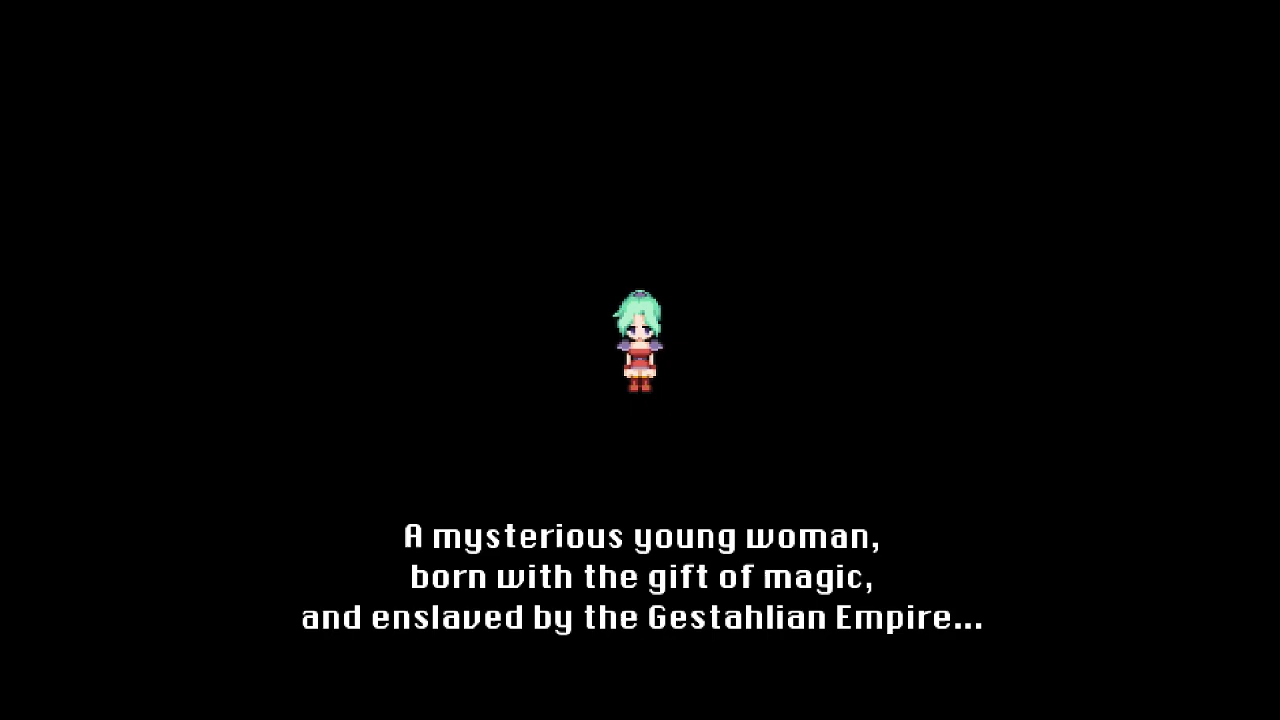 A mysterious young woman,
born with the gift of magic,
and enslaved by the Gestahlian Empire...